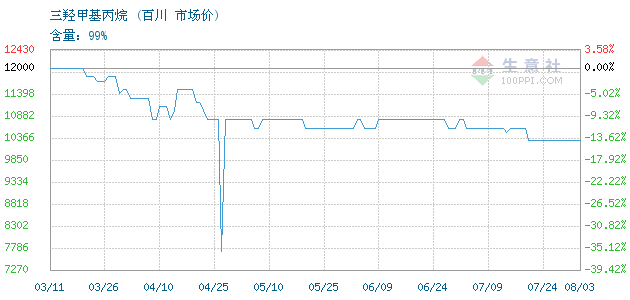 三羟甲基丙烷 (百川 市场价)
含量: 99%
12430 3.58%
12000 0.00%
生意社
100PPI.COM
11398 -5.02%
10882 -9.32%
10366 -13.62%
9850 -17.92%
9334 -22.22%
8818 -26.52%
8302 -30.82%
7786 -35.12%
7270 -39.42%
03/11 03/26 04/10 04/25 05/10 05/25 06/09 06/24 07/09 07/24 08/03